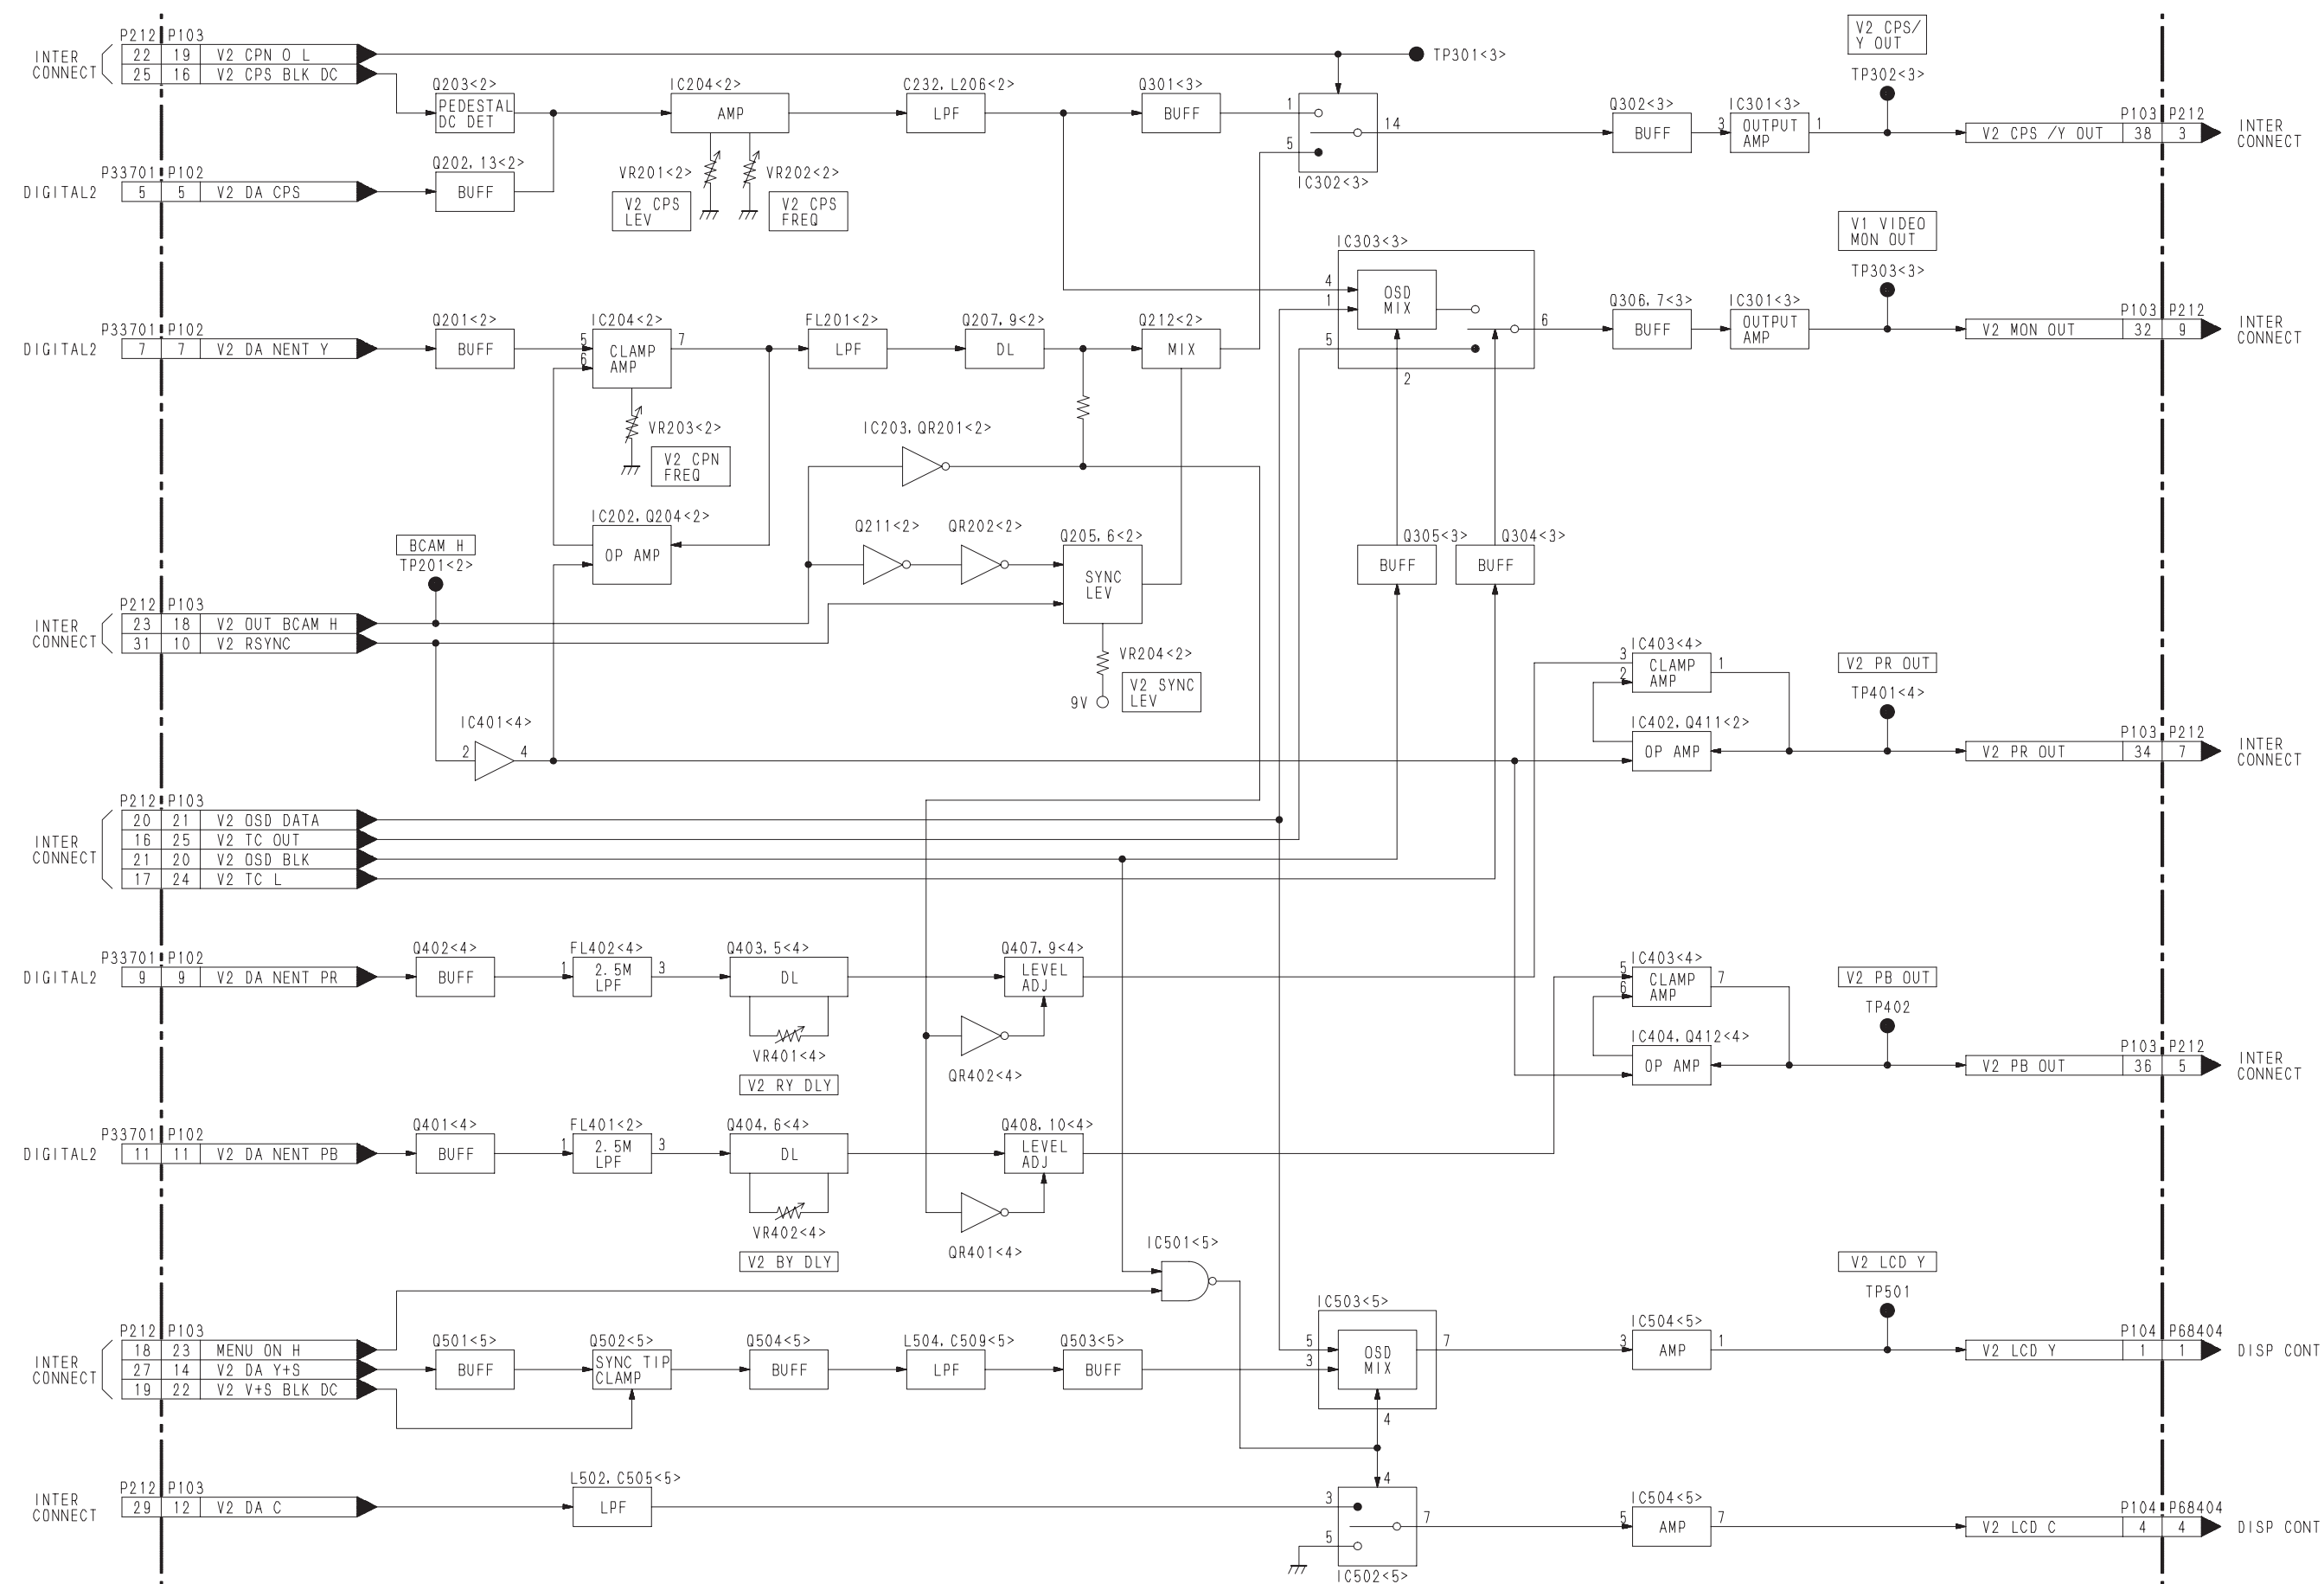 P212 P103
INTER CONNECT
22 19 V2 CPN O L
25 16 V2 CPS BLK DC
TP301<3>
V2 CPS/
Y OUT
TP302<3>
Q203<2>
PEDESTAL
DC DET
IC204<2>
AMP
C232. L206<2>
LPF
Q301<3>
BUFF
1
5
14
IC302<3>
Q302<3>
BUFF
IC301<3>
3
OUTPUT
AMP
1
P103 P212
V2 CPS /Y OUT 38 3
INTER
CONNECT
Q202. 13<2>
BUFF
VR201<2>
V2 CPS
LEV
VR202<2>
V2 CPS
FREQ
P33701 P102
DIGITAL2 5 5 V2 DA CPS
V1 VIDEO
MON OUT
TP303<3>
IC303<3>
4
1
5
OSD
MIX
6
2
Q306. 7<3>
BUFF
IC301<3>
OUTPUT
AMP
P103 P212
V2 MON OUT 32 9
INTER
CONNECT
P33701 P102
DIGITAL2 7 7 V2 DA NENT Y
Q201<2>
BUFF
IC204<2>
5
6
CLAMP
AMP
7
FL201<2>
LPF
Q207. 9<2>
DL
Q212<2>
MIX
VR203<2>
V2 CPN
FREQ
IC203. QR201<2>
IC202. Q204<2>
OP AMP
Q211<2>
QR202<2>
Q205. 6<2>
SYNC
LEV
Q305<3>
BUFF
Q304<3>
BUFF
BCAM H
TP201<2>
P212 P103
INTER
CONNECT
23 18 V2 OUT BCAM H
31 10 V2 RSYNC
VR204<2>
V2 SYNC
LEV
9V
IC401<4>
2
4
IC403<4>
3
2
CLAMP
AMP
1
IC402. Q411<2>
OP AMP
V2 PR OUT
TP401<4>
P103 P212
V2 PR OUT 34 7
INTER
CONNECT
P212 P103
INTER
CONNECT
20 21 V2 OSD DATA
16 25 V2 TC OUT
21 20 V2 OSD BLK
17 24 V2 TC L
P33701 P102
DIGITAL2 9 9 V2 DA NENT PR
Q402<4>
BUFF
FL402<4>
1
2. 5M
LPF
3
Q403. 5<4>
DL
VR401<4>
V2 RY DLY
Q407. 9<4>
LEVEL
ADJ
QR402<4>
IC403<4>
5
6
CLAMP
AMP
7
IC404. Q412<4>
OP AMP
V2 PB OUT
TP402
P103 P212
V2 PB OUT 36 5
INTER
CONNECT
P33701 P102
DIGITAL2 11 11 V2 DA NENT PB
Q401<4>
BUFF
FL401<2>
1
2. 5M
LPF
3
Q404. 6<4>
DL
VR402<4>
V2 BY DLY
Q408. 10<4>
LEVEL
ADJ
QR401<4>
IC501<5>
P212 P103
INTER
CONNECT
18 23 MENU ON H
27 14 V2 DA Y+S
19 22 V2 V+S BLK DC
Q501<5>
BUFF
Q502<5>
SYNC TIP
CLAMP
Q504<5>
BUFF
L504. C509<5>
LPF
Q503<5>
BUFF
IC503<5>
5
3
OSD
MIX
7
4
IC504<5>
3
AMP
1
V2 LCD Y
TP501
P104 P68404
V2 LCD Y 1 1
DISP CONT
P212 P103
INTER
CONNECT
29 12 V2 DA C
L502. C505<5>
LPF
4
3
5
7
IC502<5>
IC504<5>
5
AMP
7
P104 P68404
V2 LCD C 4 4
DISP CONT